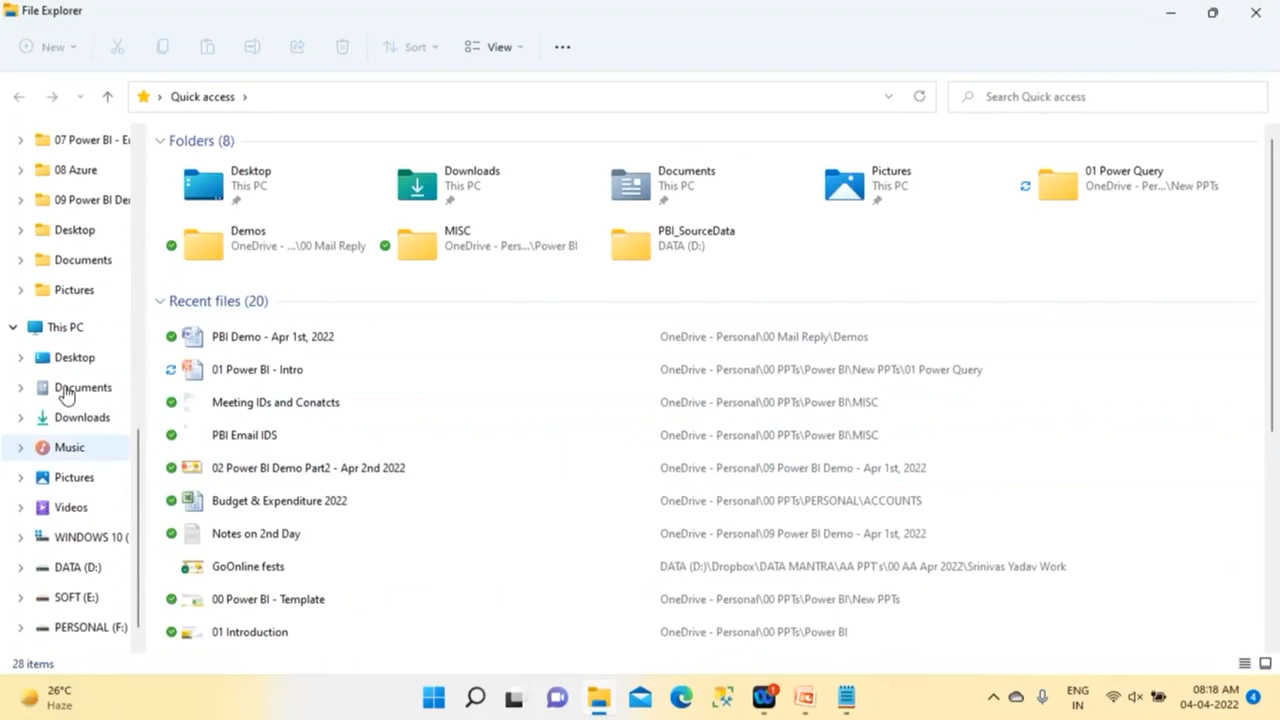 File Explorer
New
Sort
View
Quick access
Search Quick access
07 Power BI - E
08 Azure
09 Power BI De
Desktop
Documents
Pictures
This PC
Desktop
Documents
Downloads
Music
Pictures
Videos
WINDOWS 10 (
DATA (D:)
SOFT (E:)
PERSONAL (F:)
Folders (8)
Desktop
This PC
Downloads
This PC
Documents
This PC
Pictures
This PC
01 Power Query
OneDrive - Per...\New PPTs
Demos
OneDrive - ...\00 Mail Reply
MISC
OneDrive - Pers...\Power BI
PBI_SourceData
DATA (D:)
Recent files (20)
PBI Demo - Apr 1st, 2022 OneDrive - Personal\00 Mail Reply\Demos
01 Power BI - Intro OneDrive - Personal\00 PPTs\Power BI\New PPTs\01 Power Query
Meeting IDs and Conatcts OneDrive - Personal\00 PPTs\Power BI\MISC
PBI Email IDS OneDrive - Personal\00 PPTs\Power BI\MISC
02 Power BI Demo Part2 - Apr 2nd 2022 OneDrive - Personal\09 Power BI Demo - Apr 1st, 2022
Budget & Expenditure 2022 OneDrive - Personal\00 PPTs\PERSONAL\ACCOUNTS
Notes on 2nd Day OneDrive - Personal\09 Power BI Demo - Apr 1st, 2022
GoOnline fests DATA (D:)\Dropbox\DATA MANTRA\AA PPT's\00 AA Apr 2022\Srinivas Yadav Work
00 Power BI - Template OneDrive - Personal\00 PPTs\Power BI\New PPTs
01 Introduction OneDrive - Personal\00 PPTs\Power BI
28 items
26°C
Haze
1
ENG
IN
08:18 AM
04-04-2022
4